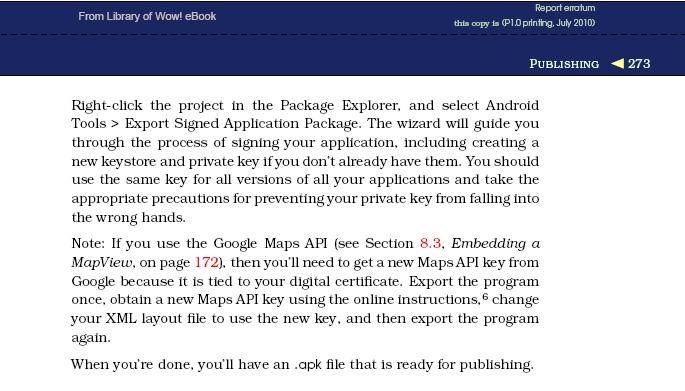 From Library of Wow! eBook
Report erratum
this copy is (P1.0 printing, July 2010)
PUBLISHING ◀ 273
Right-click the project in the Package Explorer, and select Android
Tools > Export Signed Application Package. The wizard will guide you
through the process of signing your application, including creating a
new keystore and private key if you don't already have them. You should
use the same key for all versions of all your applications and take the
appropriate precautions for preventing your private key from falling into
the wrong hands.
Note: If you use the Google Maps API (see Section 8.3, Embedding a
MapView, on page 172), then you'll need to get a new Maps API key from
Google because it is tied to your digital certificate. Export the program
once, obtain a new Maps API key using the online instructions,⁶ change
your XML layout file to use the new key, and then export the program
again.
When you're done, you'll have an .apk file that is ready for publishing.